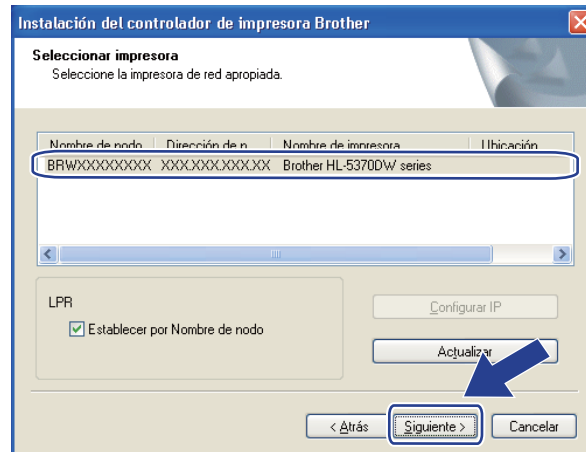 Instalación del controlador de impresora Brother
Seleccionar impresora
Seleccione la impresora de red apropiada.
Nombre de nodo Dirección de n Nombre de impresora Ubicación
BRWXXXXXXXX XXX.XXX.XXX.XX Brother HL-5370DW series
LPR
Establecer por Nombre de nodo
Configurar IP
Actualizar
< Atrás Siguiente > Cancelar